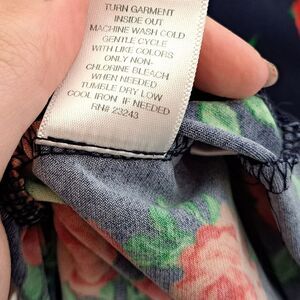 TURN GARMENT
INSIDE OUT
MACHINE WASH COLD
GENTLE CYCLE
WITH LIKE COLORS
ONLY NON-
CHLORINE BLEACH
WHEN NEEDED
TUMBLE DRY LOW
COOL IRON IF NEEDED
RN# 23243